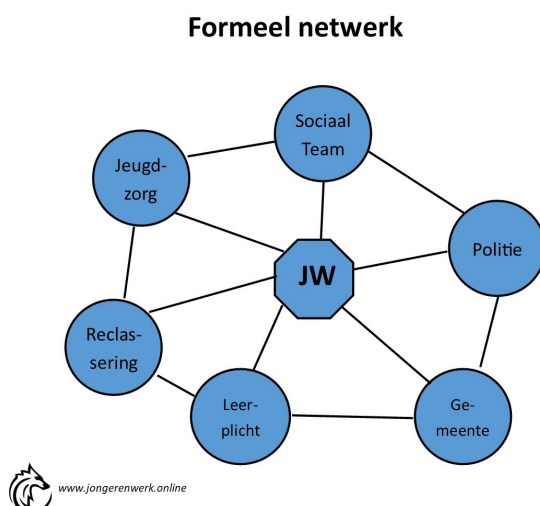 Formeel netwerk
Sociaal
Team
Jeugd-
zorg
Politie
JW
Reclas-
sering
Leer-
plicht
Ge-
meente
www.jongerenwerk.online